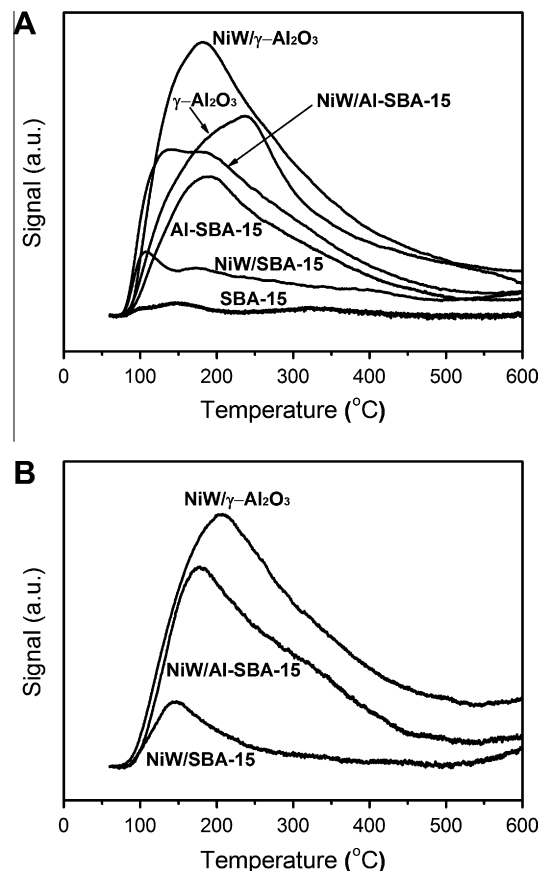 A
NiW/γ–Al2O3
γ–Al2O3
NiW/Al-SBA-15
Al-SBA-15
NiW/SBA-15
SBA-15
Signal (a.u.)
0 100 200 300 400 500 600
Temperature (oC)
B
NiW/γ–Al2O3
NiW/Al-SBA-15
NiW/SBA-15
Signal (a.u.)
0 100 200 300 400 500 600
Temperature (oC)